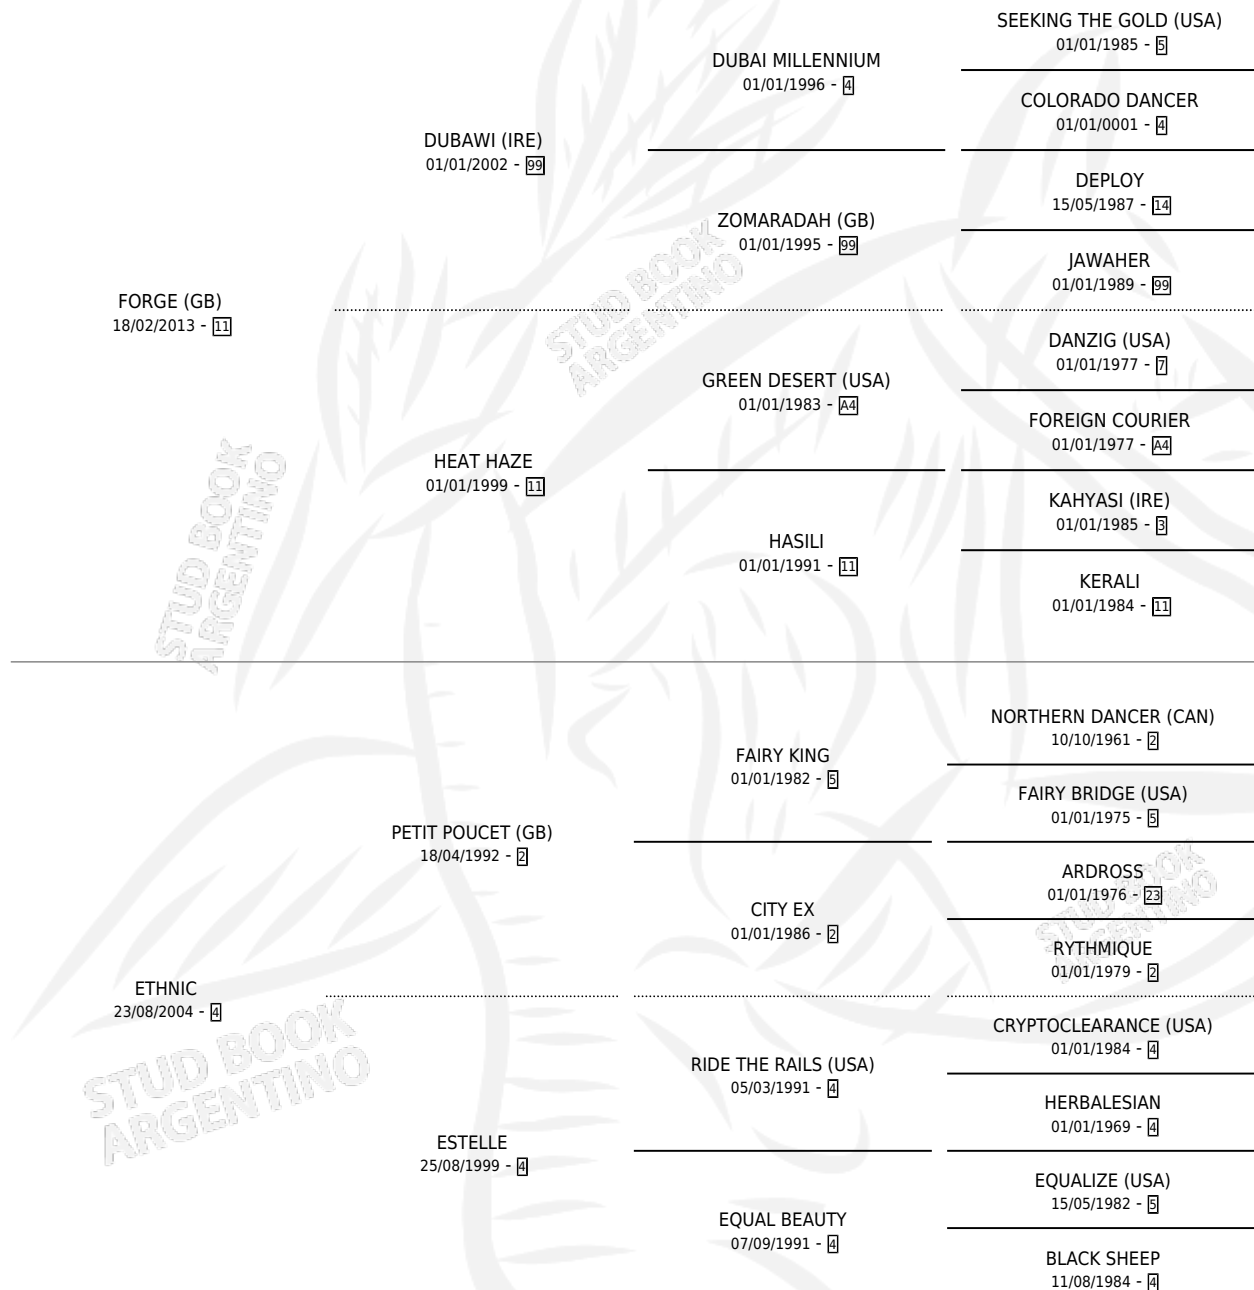 SEEKING THE GOLD (USA)
01/01/1985 - 5
DUBAI MILLENNIUM
01/01/1996 - 4
COLORADO DANCER
01/01/0001 - 4
DUBAWI (IRE)
01/01/2002 - 99
DEPLOY
15/05/1987 - 14
ZOMARADAH (GB)
01/01/1995 - 99
JAWAHER
01/01/1989 - 99
FORGE (GB)
18/02/2013 - 11
DANZIG (USA)
01/01/1977 - 7
GREEN DESERT (USA)
01/01/1983 - A4
FOREIGN COURIER
01/01/1977 - A4
HEAT HAZE
01/01/1999 - 11
KAHYASI (IRE)
01/01/1985 - 3
HASILI
01/01/1991 - 11
KERALI
01/01/1984 - 11
NORTHERN DANCER (CAN)
10/10/1961 - 2
FAIRY KING
01/01/1982 - 5
FAIRY BRIDGE (USA)
01/01/1975 - 5
PETIT POUCET (GB)
18/04/1992 - 2
ARDROSS
01/01/1976 - 23
CITY EX
01/01/1986 - 2
RYTHMIQUE
01/01/1979 - 2
ETHNIC
23/08/2004 - 4
CRYPTOCLEARANCE (USA)
01/01/1984 - 4
RIDE THE RAILS (USA)
05/03/1991 - 4
HERBALESIAN
01/01/1969 - 4
ESTELLE
25/08/1999 - 4
EQUALIZE (USA)
15/05/1982 - 5
EQUAL BEAUTY
07/09/1991 - 4
BLACK SHEEP
11/08/1984 - 4
STUD BOOK
ARGENTINO
STUD BOOK
ARGENTINO
STUD BOOK
ARGENTINO
STUD BOOK
ARGENTINO